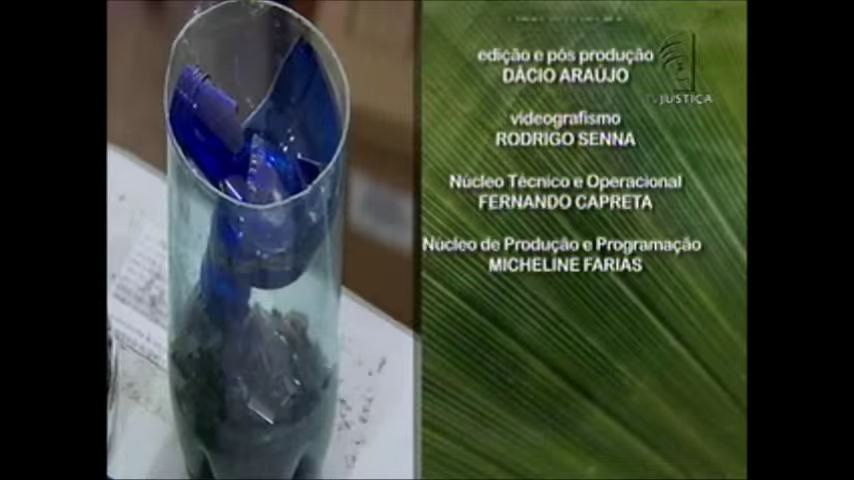 edição e pós produção
DÁCIO ARAÚJO
TV JUSTIÇA
videografismo
RODRIGO SENNA
Núcleo Técnico e Operacional
FERNANDO CAPRETA
Núcleo de Produção e Programação
MICHELINE FARIAS